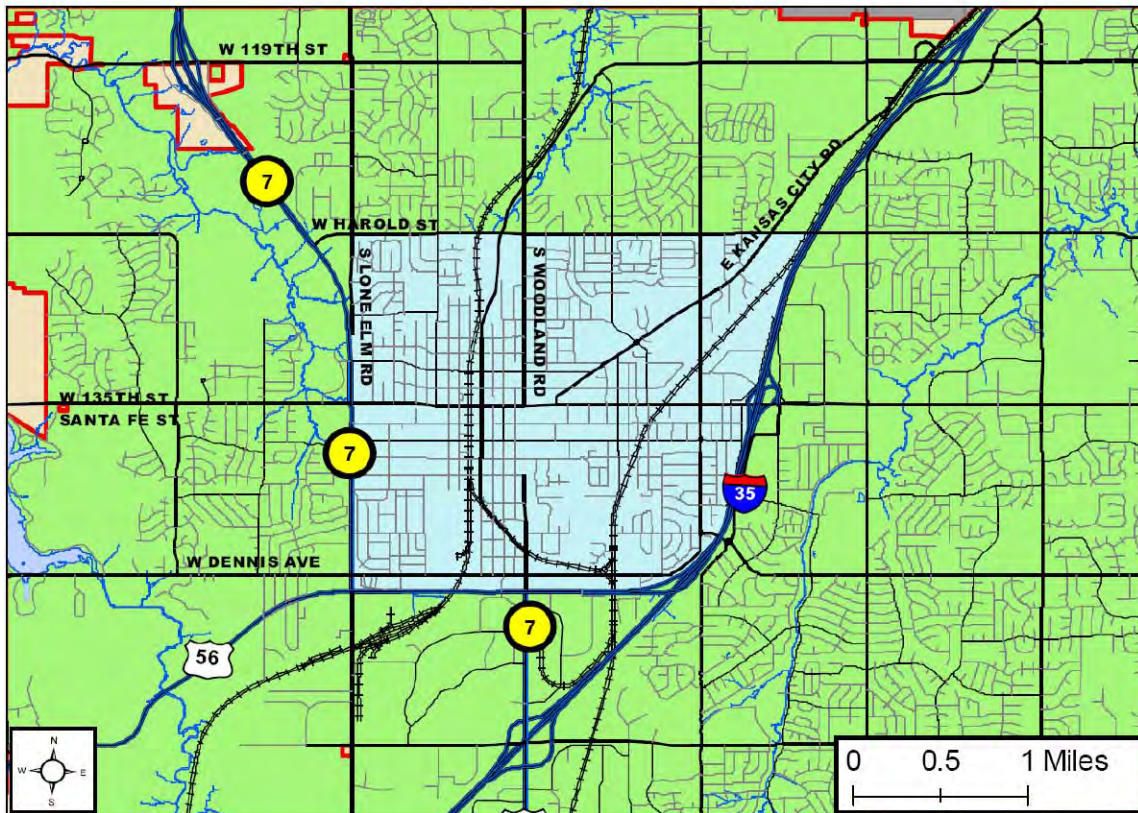 W 119TH ST
7
E KANSAS CITY RD
W HAROLD ST
S LONE ELM RD
S WOODLAND RD
W 135TH ST
SANTA FE ST
7
35
W DENNIS AVE
7
56
N
W E
S
0 0.5 1 Miles